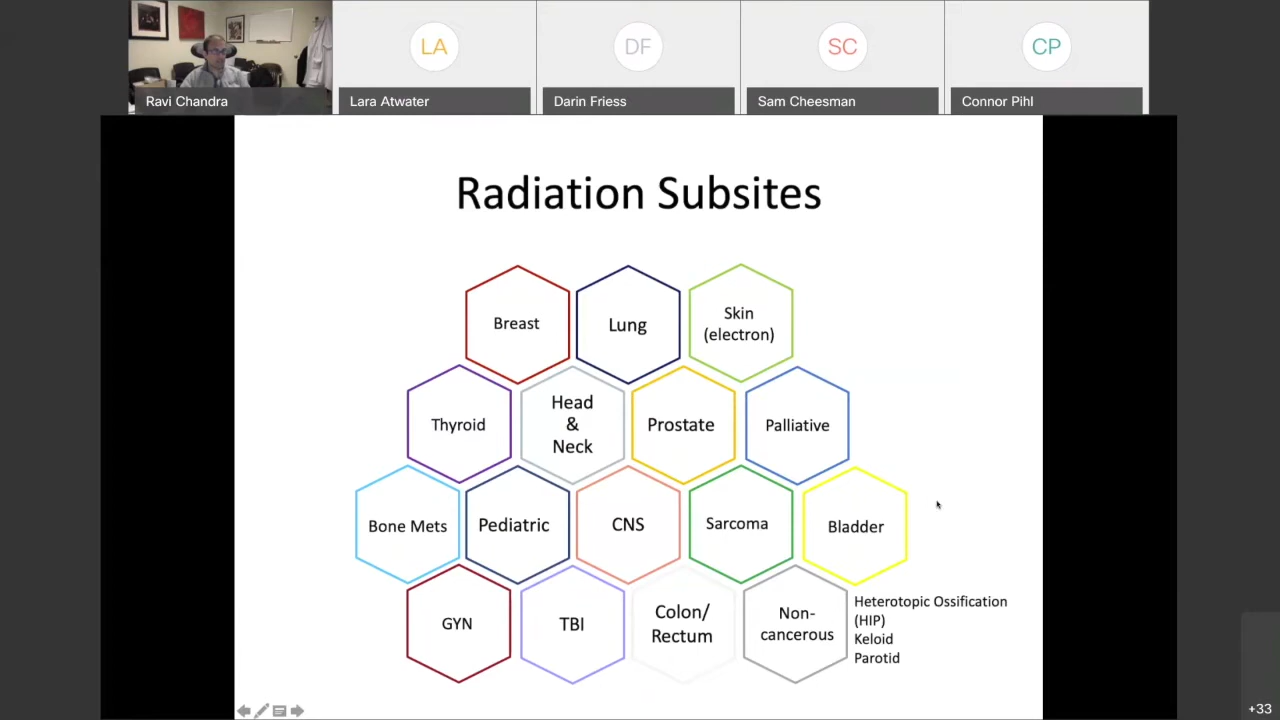 LA
DF
SC
CP
Ravi Chandra
Lara Atwater
Darin Friess
Sam Cheesman
Connor Pihl
Radiation Subsites
Breast
Lung
Skin
(electron)
Thyroid
Head
&
Neck
Prostate
Palliative
Bone Mets
Pediatric
CNS
Sarcoma
Bladder
GYN
TBI
Colon/
Rectum
Non-
cancerous
Heterotopic Ossification
(HIP)
Keloid
Parotid
+33